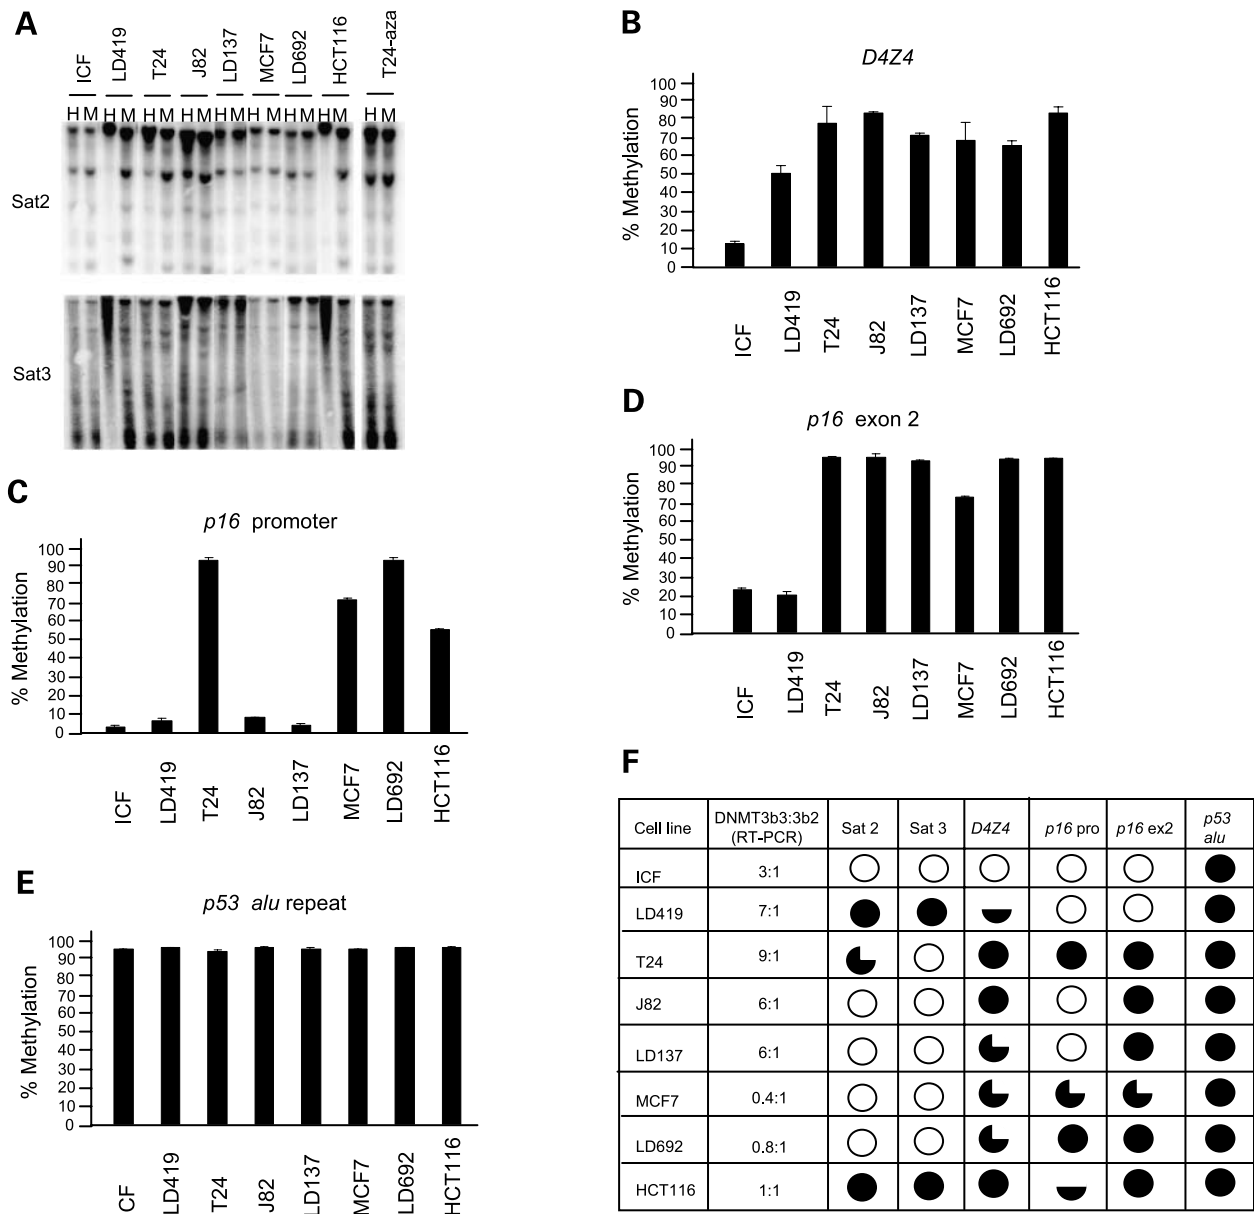 A
ICF
LD419
T24
J82
LD137
MCF7
LD692
HCT116
T24-aza
H M H M H M H M H M H M H M H M H M
Sat2
Sat3
B
D4Z4
% Methylation
100
90
80
70
60
50
40
30
20
10
0
ICF
LD419
T24
J82
LD137
MCF7
LD692
HCT116
C
p16 promoter
% Methylation
100
90
80
70
60
50
40
30
20
10
0
ICF
LD419
T24
J82
LD137
MCF7
LD692
HCT116
D
p16 exon 2
% Methylation
100
90
80
70
60
50
40
30
20
10
0
ICF
LD419
T24
J82
LD137
MCF7
LD692
HCT116
E
p53 alu repeat
% Methylation
100
90
80
70
60
50
40
30
20
10
0
CF
LD419
T24
J82
LD137
MCF7
LD692
HCT116
F
Cell line DNMT3b3:3b2 (RT-PCR) Sat 2 Sat 3 D4Z4 p16 pro p16 ex2 p53 alu
ICF 3:1
LD419 7:1
T24 9:1
J82 6:1
LD137 6:1
MCF7 0.4:1
LD692 0.8:1
HCT116 1:1